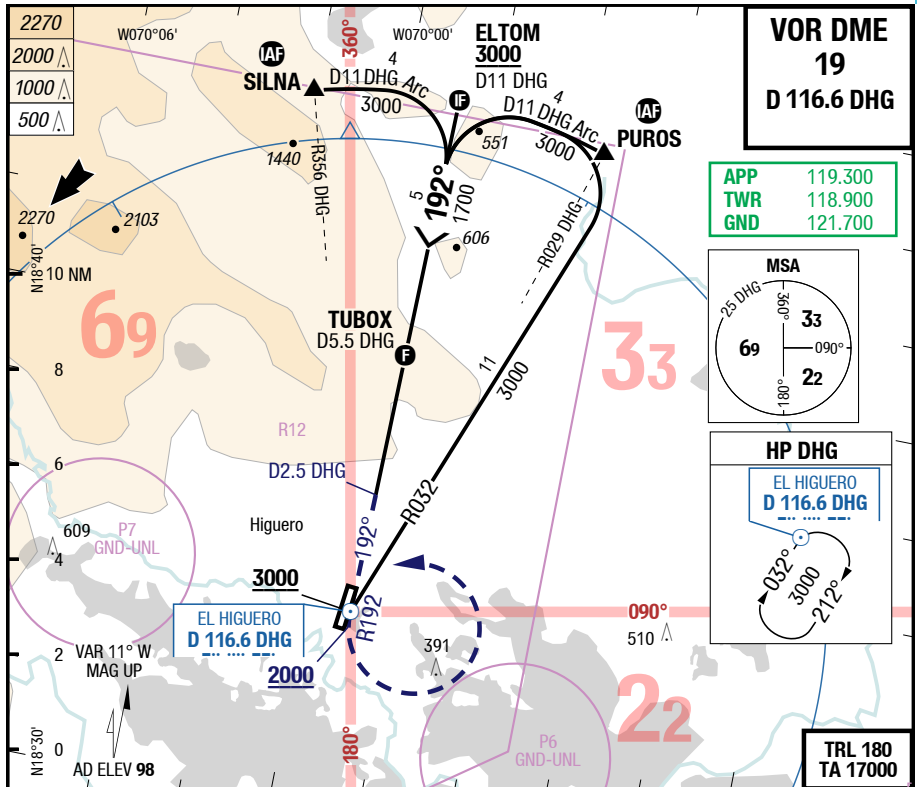 2270
2000
1000
500
W070°06'
360°
W070°00'
ELTOM
3000
D11 DHG
VOR DME
19
D 116.6 DHG
IAF
SILNA
4
D11 DHG Arc
3000
IF
4
D11 DHG Arc
3000
IAF
PUROS
551
1440
R356 DHG
5
192°
1700
R029 DHG
606
2270
2103
N18°40'
10 NM
APP 119.300
TWR 118.900
GND 121.700
MSA
25 DHG
360°
33
69
090°
180°
22
69
33
TUBOX
D5.5 DHG
F
11
3000
8
R12
D2.5 DHG
6
R032
HP DHG
EL HIGUERO
D 116.6 DHG
032°
3000
212°
609
P7
GND-UNL
Higuero
192°
4
3000
R192
EL HIGUERO
D 116.6 DHG
090°
510
2
VAR 11° W
MAG UP
2000
391
22
N18°30'
0
180°
P6
GND-UNL
AD ELEV 98
TRL 180
TA 17000